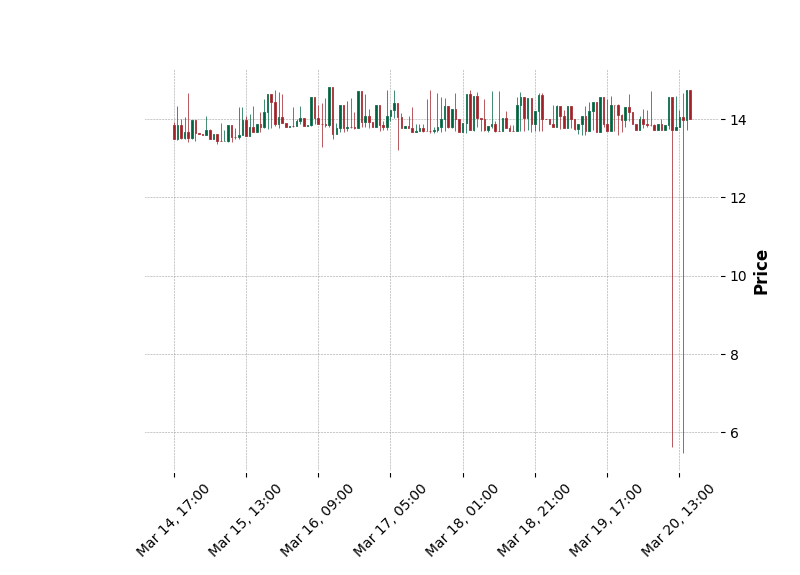 14
12
10
8
6
Price
Mar 14, 17:00
Mar 15, 13:00
Mar 16, 09:00
Mar 17, 05:00
Mar 18, 01:00
Mar 18, 21:00
Mar 19, 17:00
Mar 20, 13:00